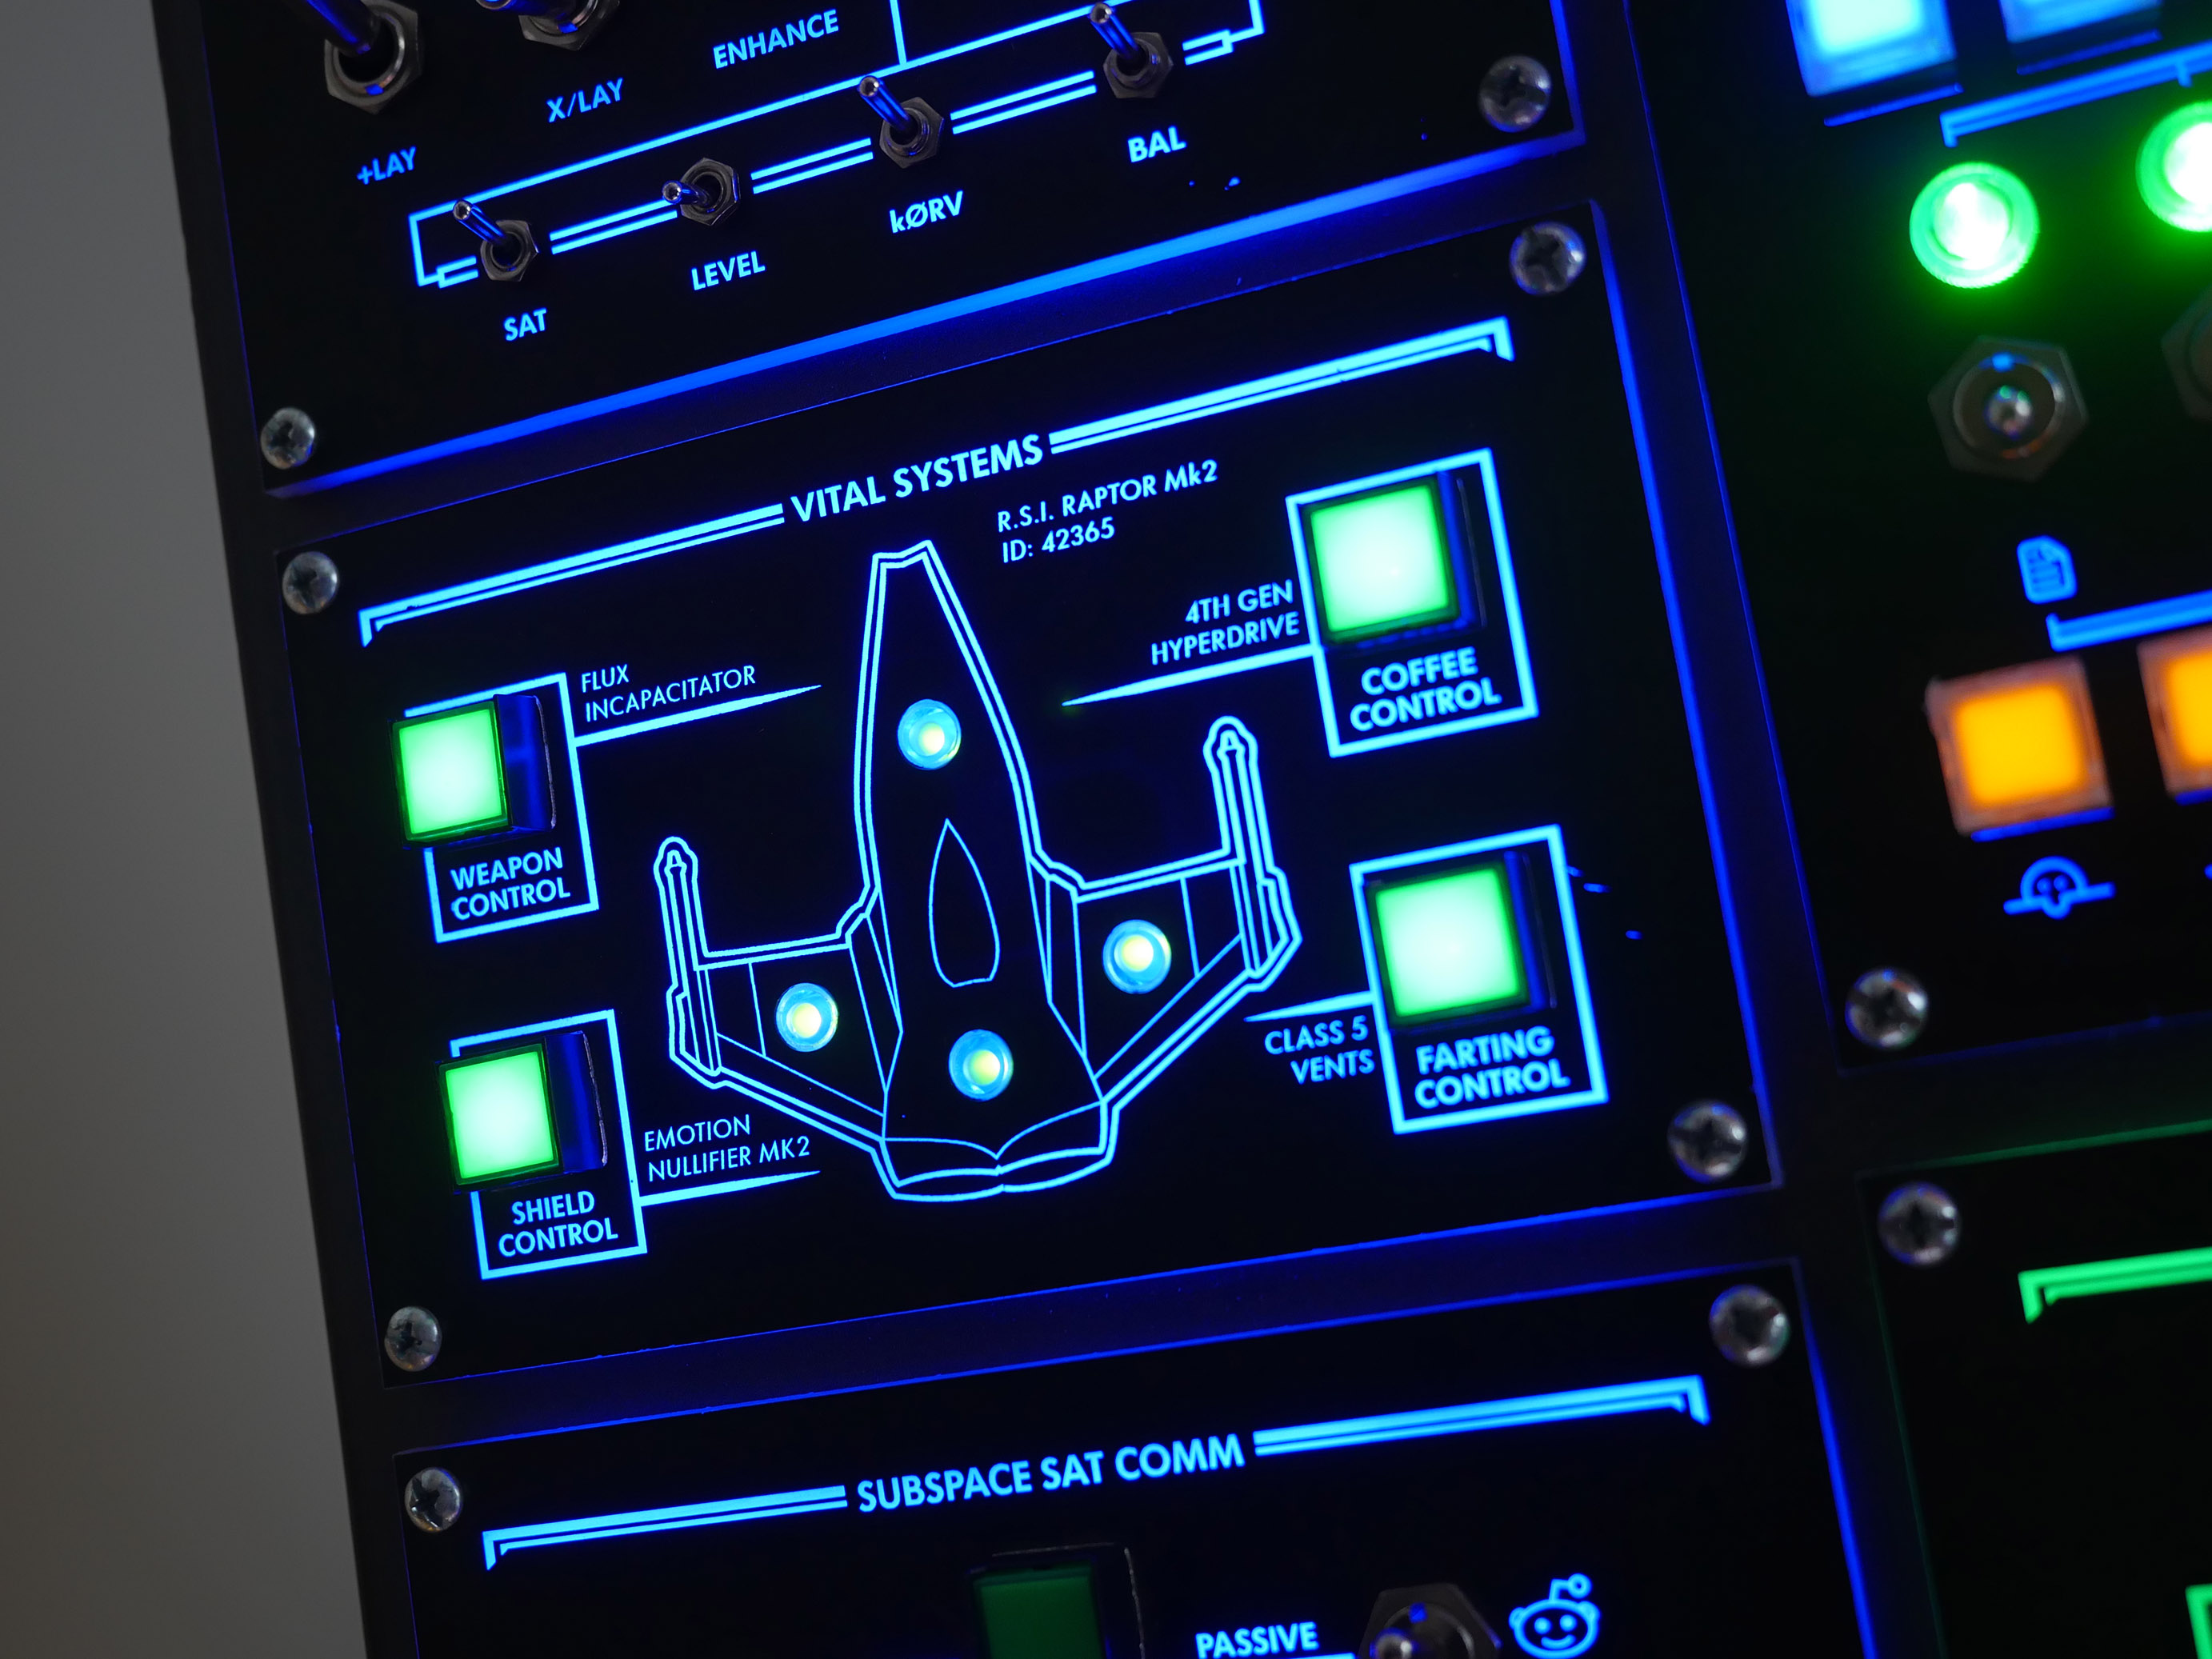 ENHANCE
X/LAY
+LAY
BAL
kØRV
LEVEL
SAT
VITAL SYSTEMS
R.S.I. RAPTOR Mk2
ID: 42365
4TH GEN
HYPERDRIVE
COFFEE
CONTROL
FLUX
INCAPACITATOR
WEAPON
CONTROL
CLASS 5
VENTS
FARTING
CONTROL
EMOTION
NULLIFIER MK2
SHIELD
CONTROL
SUBSPACE SAT COMM
PASSIVE